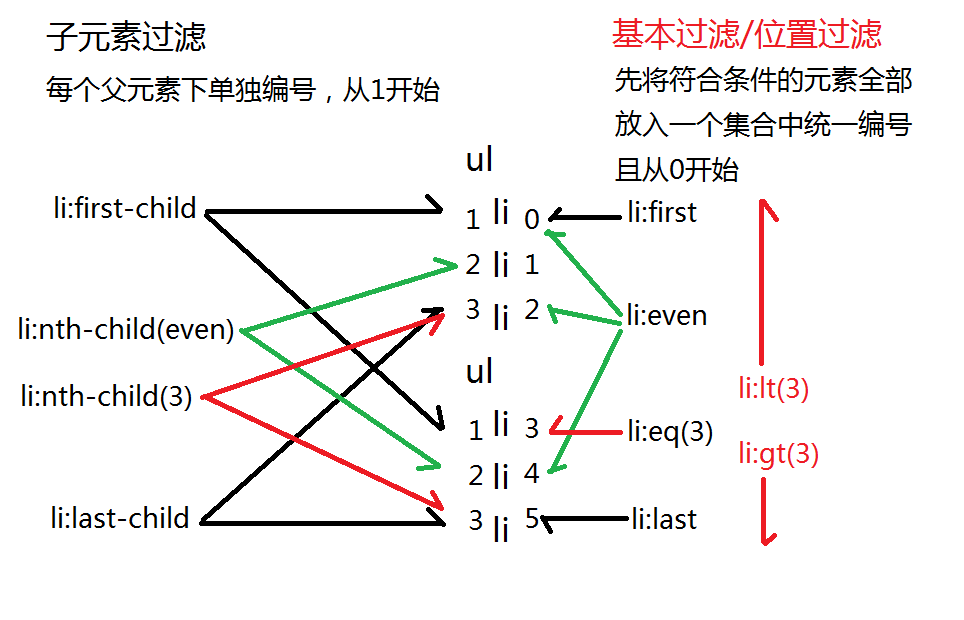 子元素过滤
每个父元素下单独编号，从1开始
基本过滤/位置过滤
先将符合条件的元素全部
放入一个集合中统一编号
且从0开始
ul
li:first-child
1 li 0
li:first
2 li 1
3 li 2
li:nth-child(even)
li:even
ul
li:nth-child(3)
li:lt(3)
1 li 3
li:eq(3)
li:gt(3)
2 li 4
li:last-child
3 li 5
li:last